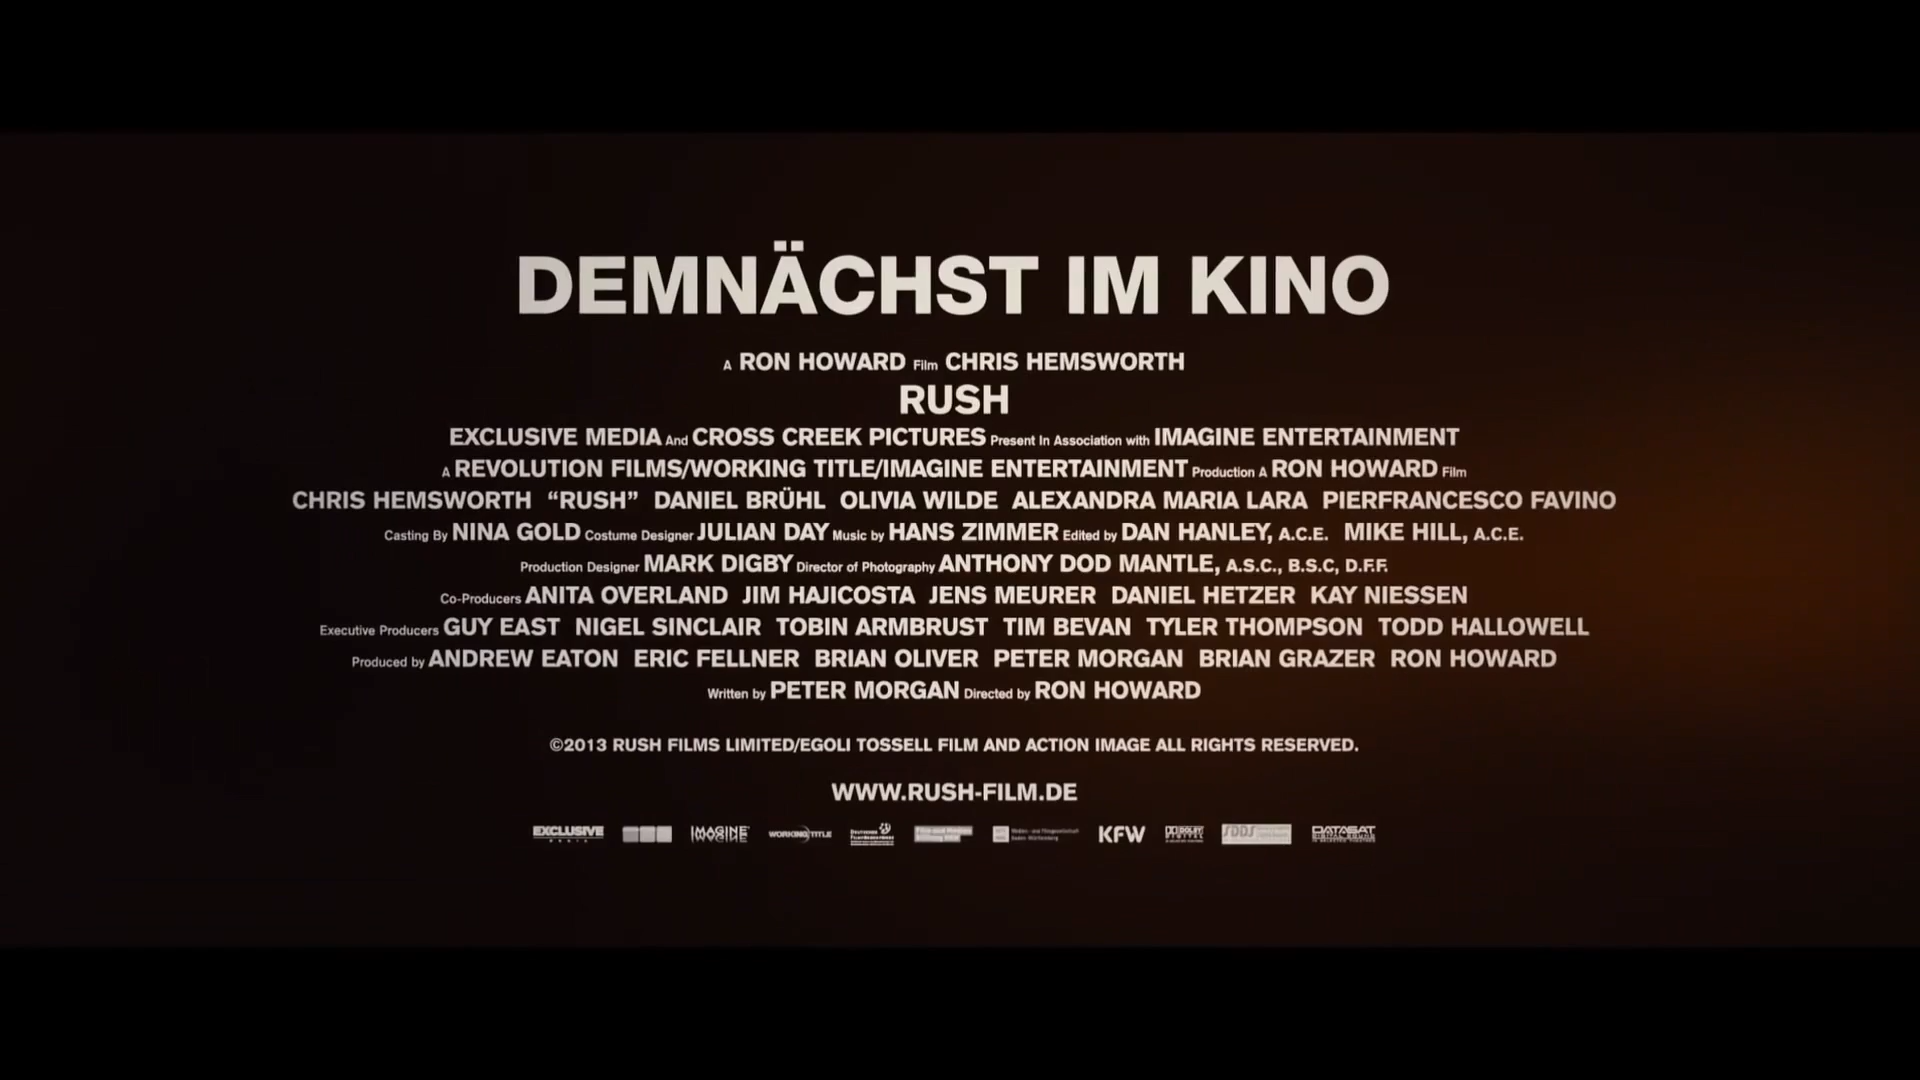 DEMNÄCHST IM KINO
A RON HOWARD Film CHRIS HEMSWORTH
RUSH
EXCLUSIVE MEDIA And CROSS CREEK PICTURES Present In Association with IMAGINE ENTERTAINMENT
A REVOLUTION FILMS/WORKING TITLE/IMAGINE ENTERTAINMENT Production A RON HOWARD Film
CHRIS HEMSWORTH “RUSH” DANIEL BRÜHL OLIVIA WILDE ALEXANDRA MARIA LARA PIERFRANCESCO FAVINO
Casting By NINA GOLD Costume Designer JULIAN DAY Music by HANS ZIMMER Edited by DAN HANLEY, A.C.E. MIKE HILL, A.C.E.
Production Designer MARK DIGBY Director of Photography ANTHONY DOD MANTLE, A.S.C., B.S.C, D.F.F.
Co-Producers ANITA OVERLAND JIM HAJICOSTA JENS MEURER DANIEL HETZER KAY NIESSEN
Executive Producers GUY EAST NIGEL SINCLAIR TOBIN ARMBRUST TIM BEVAN TYLER THOMPSON TODD HALLOWELL
Produced by ANDREW EATON ERIC FELLNER BRIAN OLIVER PETER MORGAN BRIAN GRAZER RON HOWARD
Written by PETER MORGAN Directed by RON HOWARD
©2013 RUSH FILMS LIMITED/EGOLI TOSSELL FILM AND ACTION IMAGE ALL RIGHTS RESERVED.
WWW.RUSH-FILM.DE
EXCLUSIVE MEDIA IMAGINE WORKING TITLE KFW DOLBY DIGITAL SDDS DATASAT